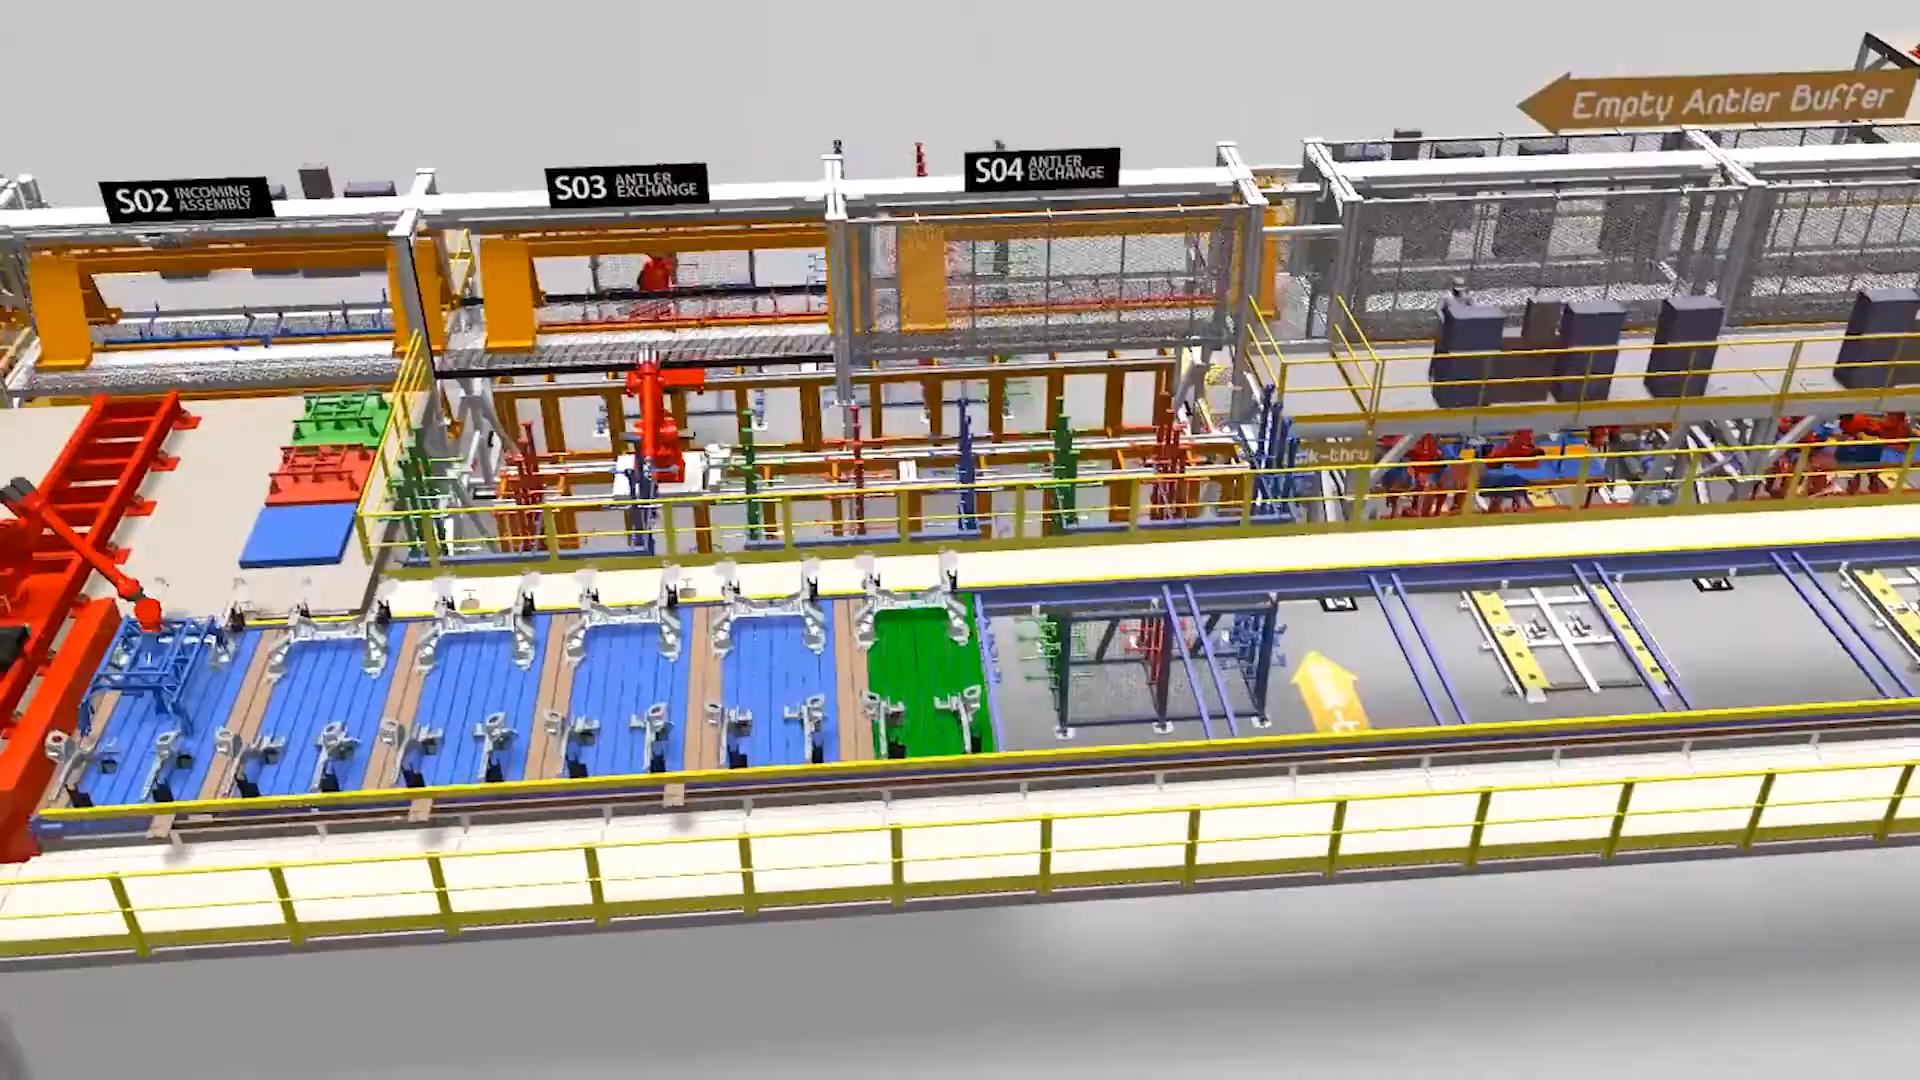 Empty Antler Buffer
S02 INCOMING
ASSEMBLY
S03 ANTLER
EXCHANGE
S04 ANTLER
EXCHANGE